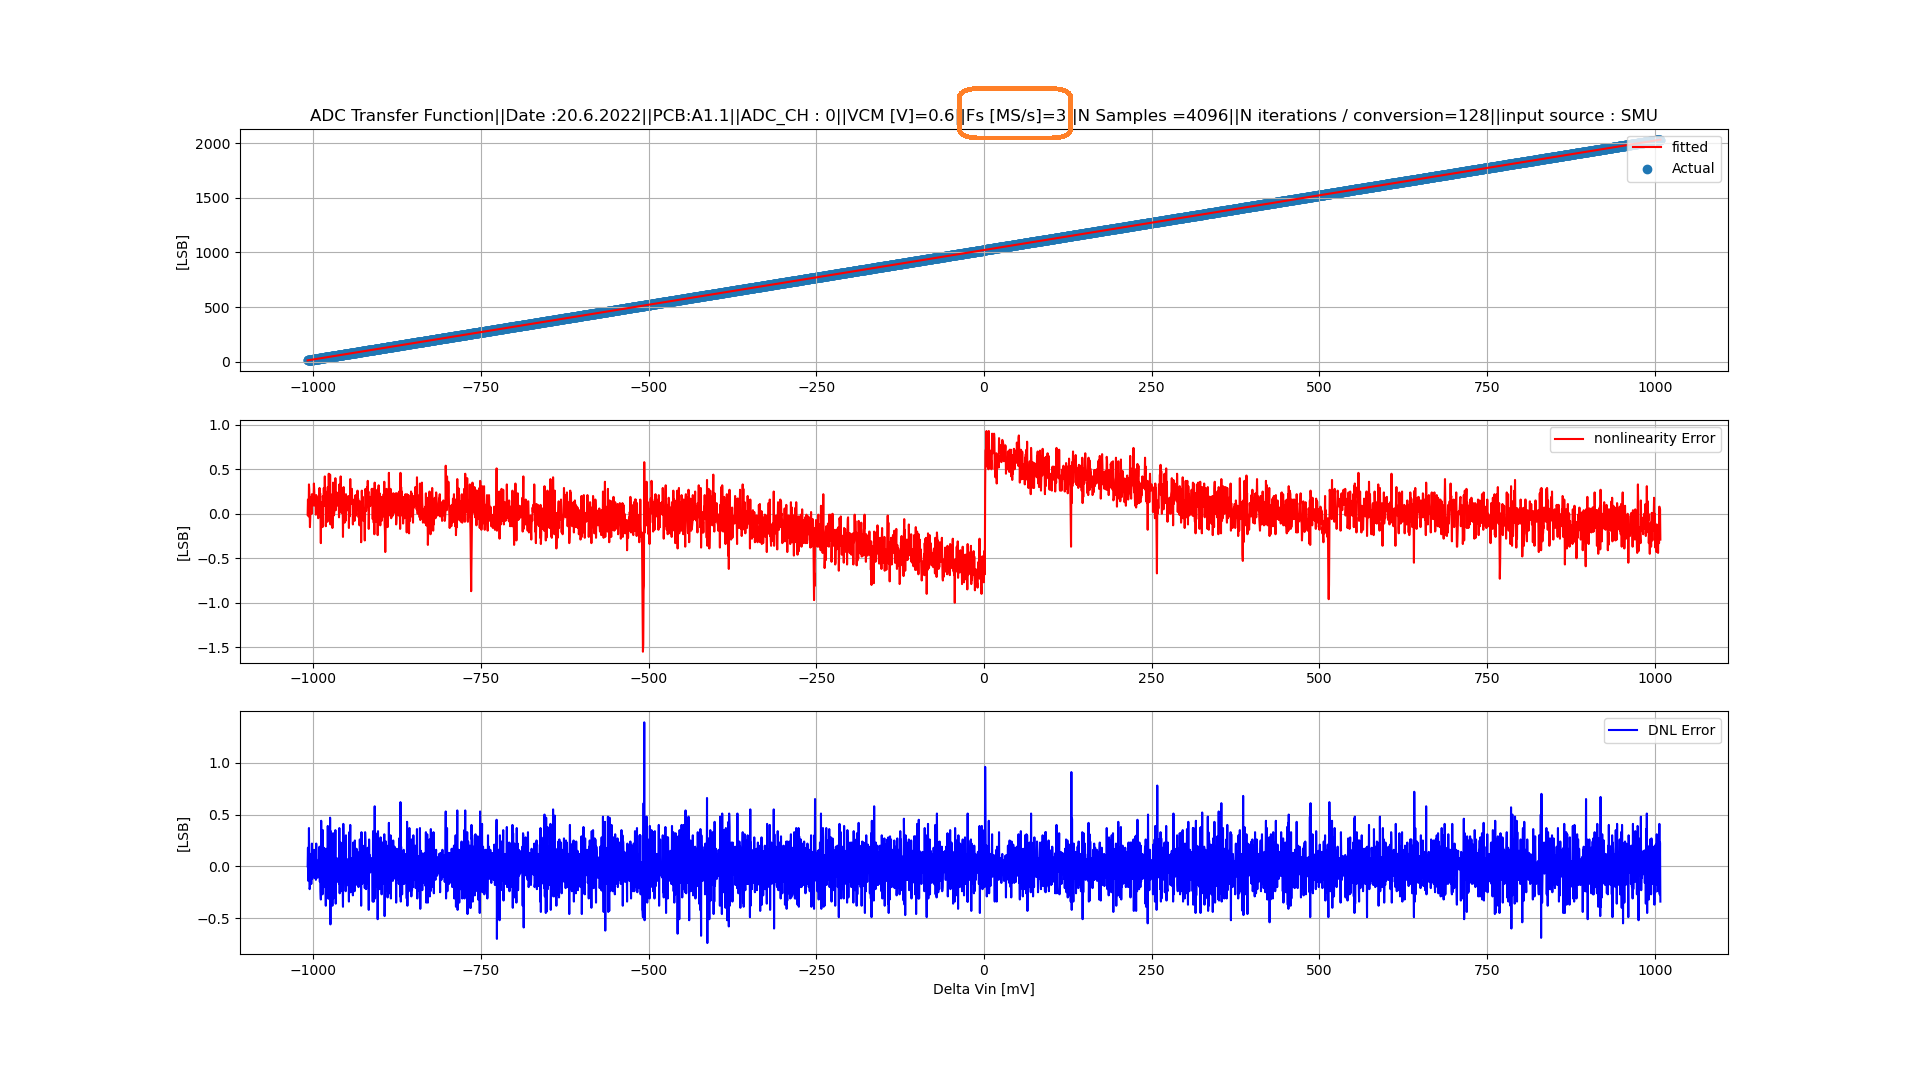 ADC Transfer Function||Date :20.6.2022||PCB:A1.1||ADC_CH : 0||VCM [V]=0.6||Fs [MS/s]=3||N Samples =4096||N iterations / conversion=128||input source : SMU
2000
1500
1000
500
0
[LSB]
fitted
Actual
−1000 −750 −500 −250 0 250 500 750 1000
1.0
0.5
0.0
−0.5
−1.0
−1.5
[LSB]
nonlinearity Error
−1000 −750 −500 −250 0 250 500 750 1000
1.0
0.5
0.0
−0.5
[LSB]
DNL Error
−1000 −750 −500 −250 0 250 500 750 1000
Delta Vin [mV]